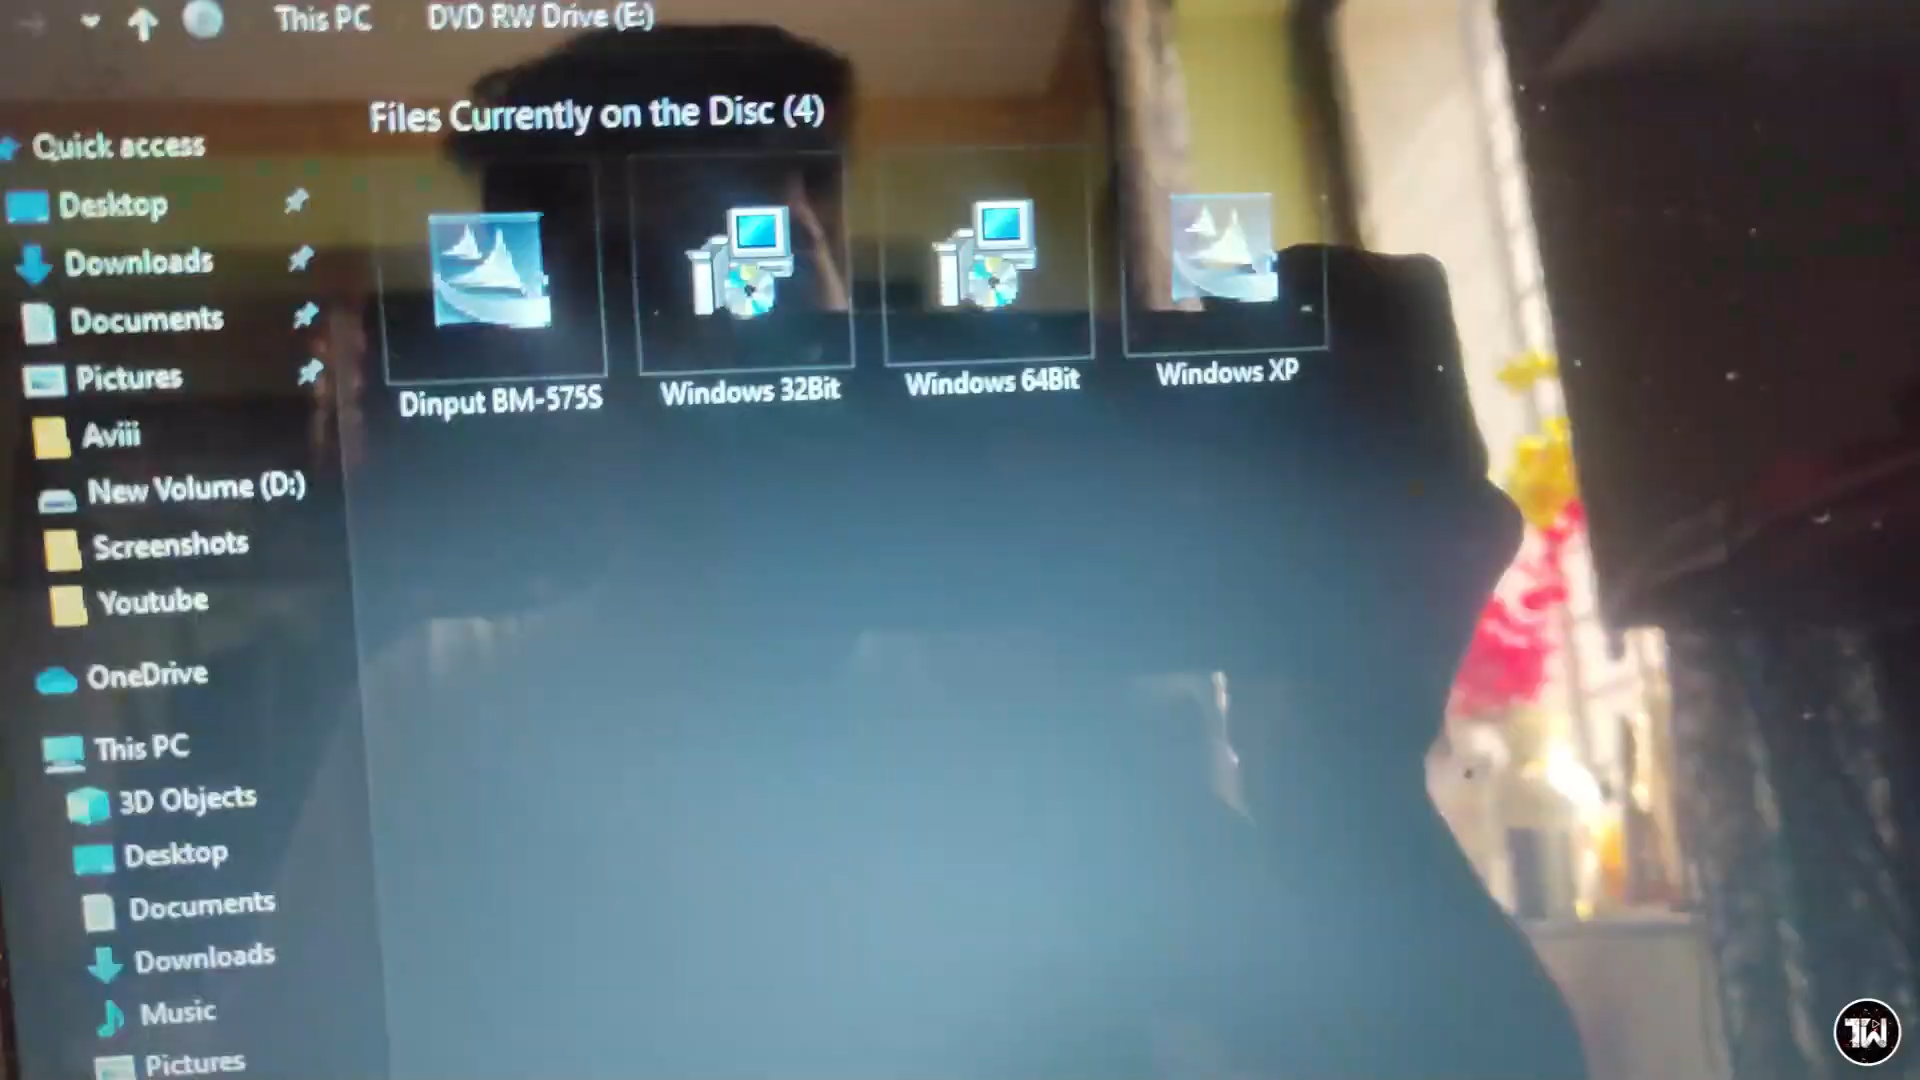 This PC
DVD RW Drive (E:)
Files Currently on the Disc (4)
Quick access
Desktop
Downloads
Documents
Pictures
Aviii
New Volume (D:)
Screenshots
Youtube
OneDrive
This PC
3D Objects
Desktop
Documents
Downloads
Music
Pictures
Dinput BM-575S
Windows 32Bit
Windows 64Bit
Windows XP
TW